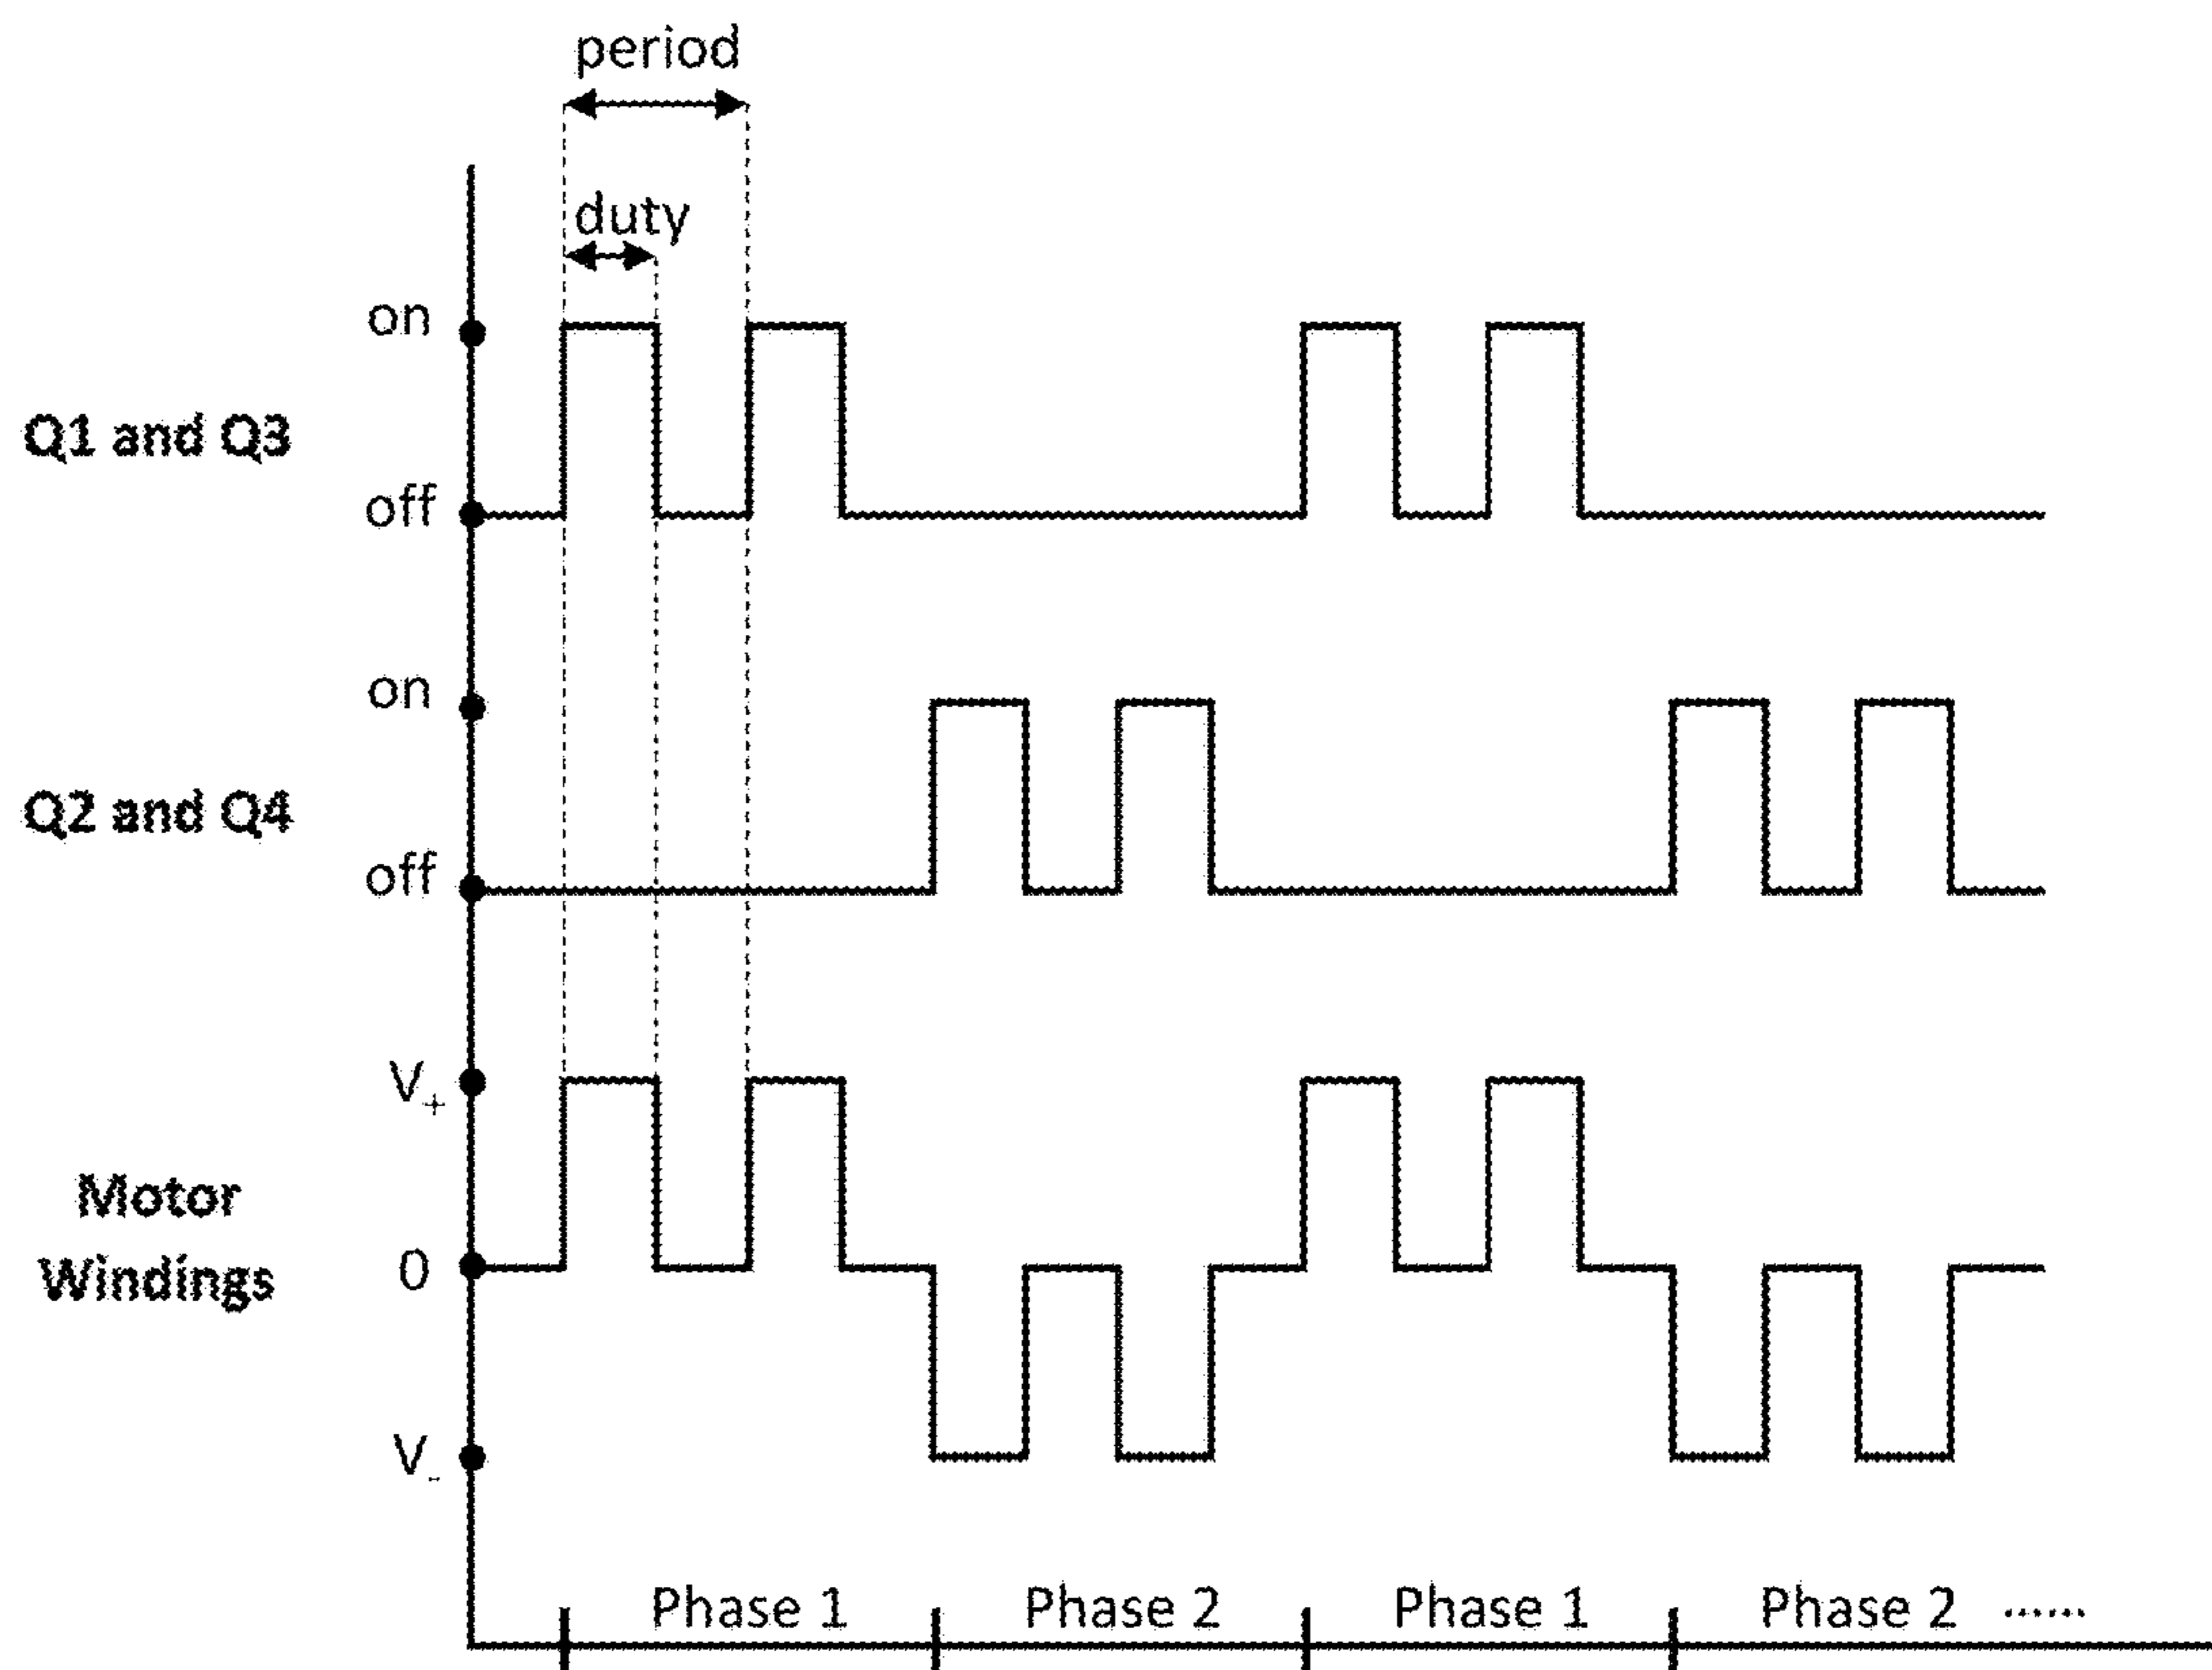 period
duty
on
Q1 and Q3
off
on
Q2 and Q4
off
V+
Motor
Windings
0
V-
Phase 1 Phase 2 Phase 1 Phase 2 ......